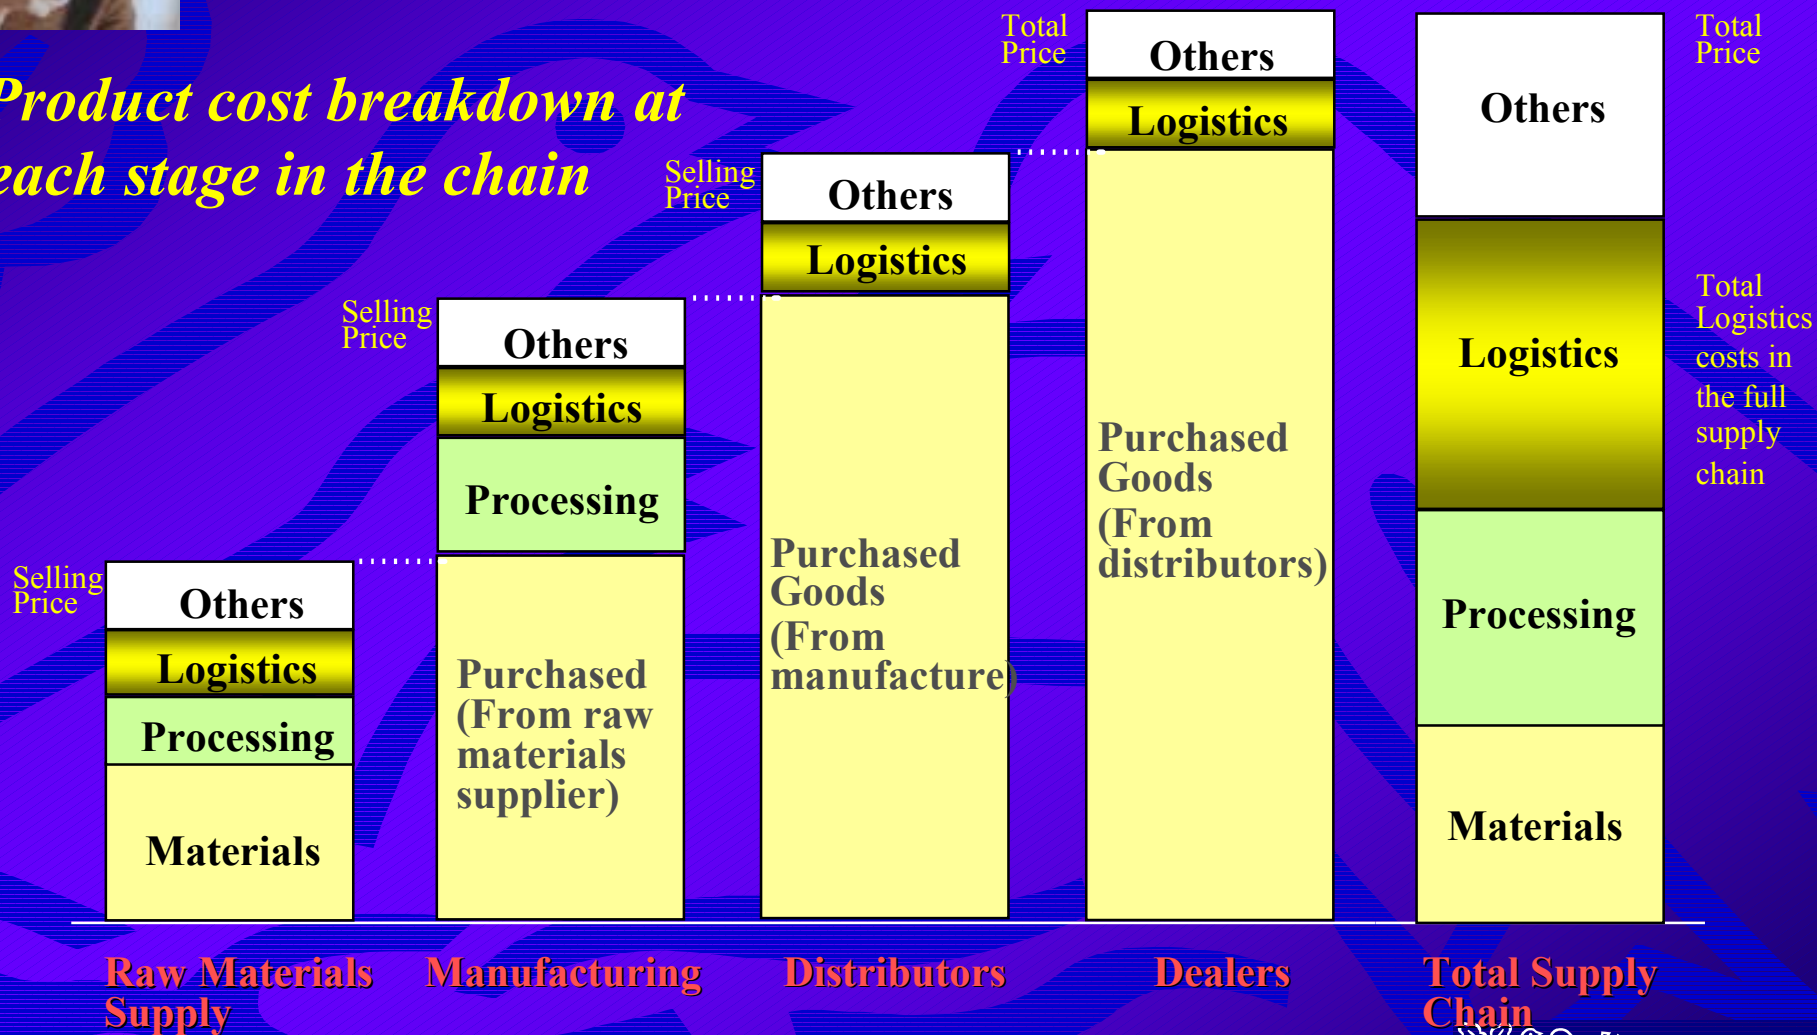 Product cost breakdown at
each stage in the chain
Selling
Price
Others
Logistics
Processing
Materials
Raw Materials
Supply
Selling
Price
Others
Logistics
Processing
Purchased
(From raw
materials
supplier)
Manufacturing
Selling
Price
Others
Logistics
Purchased
Goods
(From
manufacture)
Distributors
Total
Price
Others
Logistics
Purchased
Goods
(From
distributors)
Dealers
Total
Price
Others
Logistics
Processing
Materials
Total
Logistics
costs in
the full
supply
chain
Total Supply
Chain